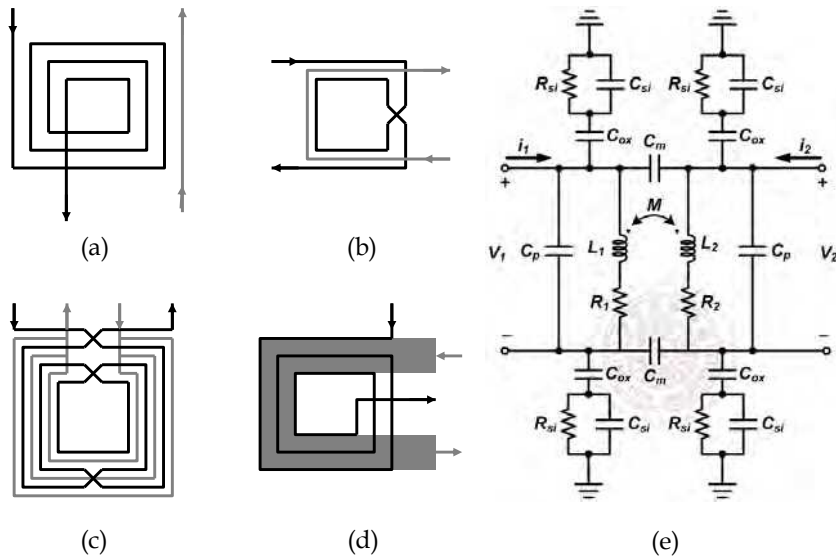 (a)
(b)
(c)
(d)
R_si C_si R_si C_si
C_ox C_m C_ox
i_1 i_2
+ +
M
V_1 C_p L_1 L_2 C_p V_2
R_1 R_2
− −
C_ox C_m C_ox
R_si C_si R_si C_si
(e)